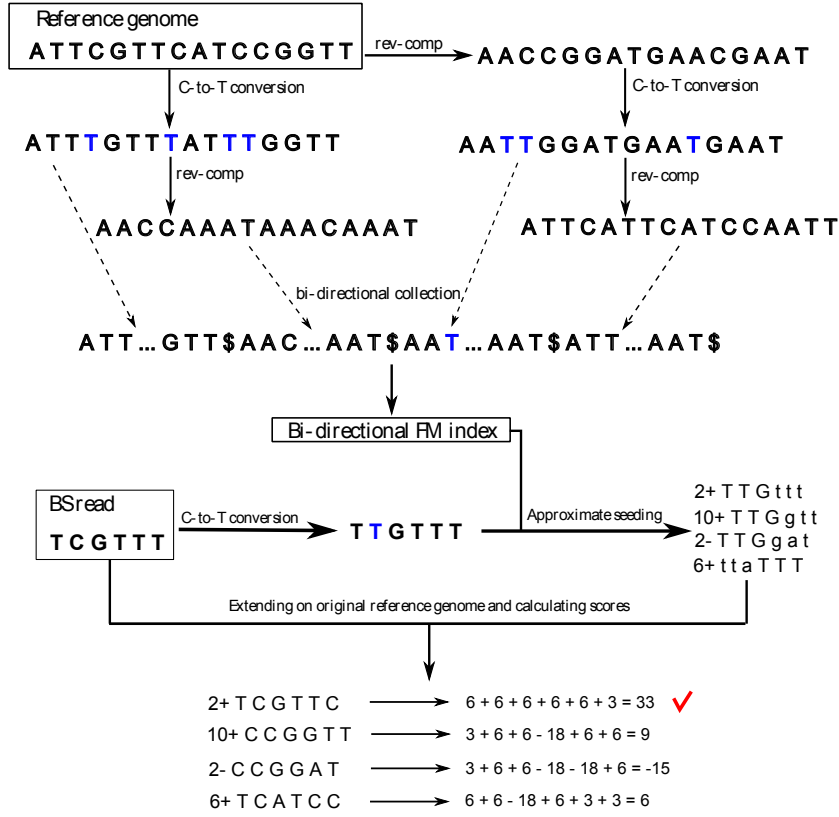 Reference genome
ATTCGTTCATCCGGTT
rev-comp
AACCGGATGAACGAAT
C-to-T conversion
C-to-T conversion
ATTTGTTTATTTGGTT
AATTGGATGAATGAAT
rev-comp
rev-comp
AACCAAATAAACAAAT
ATTCATTCATCCAATT
bi-directional collection
ATT...GTT$AAC...AAT$AAT...AAT$ATT...AAT$
Bi-directional FM index
BS read
TCGTTT
C-to-T conversion
TTGTTT
Approximate seeding
2+ TTGttt
10+ TTGgtt
2- TTGgat
6+ ttaTTT
Extending on original reference genome and calculating scores
2+ TCGTTC
6 + 6 + 6 + 6 + 6 + 3 = 33
10+ CCGGTT
3 + 6 + 6 - 18 + 6 + 6 = 9
2- CCGGAT
3 + 6 + 6 - 18 - 18 + 6 = -15
6+ TCATCC
6 + 6 - 18 + 6 + 3 + 3 = 6